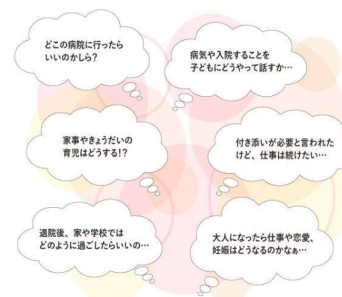 どこの病院に行ったら
いいのかしら?
病気や入院することを
子どもにどうやって話すか…
家事やきょうだいの
育児はどうする!?
付き添いが必要と言われた
けど、仕事は続けたい…
退院後、家や学校では
どのように過ごしたらいいの…
大人になったら仕事や恋愛、
妊娠はどうなるのかなぁ…